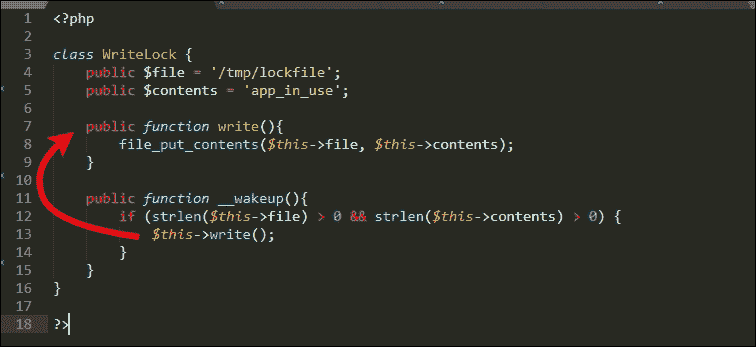 1 <?php
2
3 class WriteLock {
4     public $file = '/tmp/lockfile';
5     public $contents = 'app_in_use';
6
7     public function write(){
8         file_put_contents($this->file, $this->contents);
9     }
10
11     public function __wakeup(){
12         if (strlen($this->file) > 0 && strlen($this->contents) > 0) {
13             $this->write();
14         }
15     }
16 }
17
18 ?>